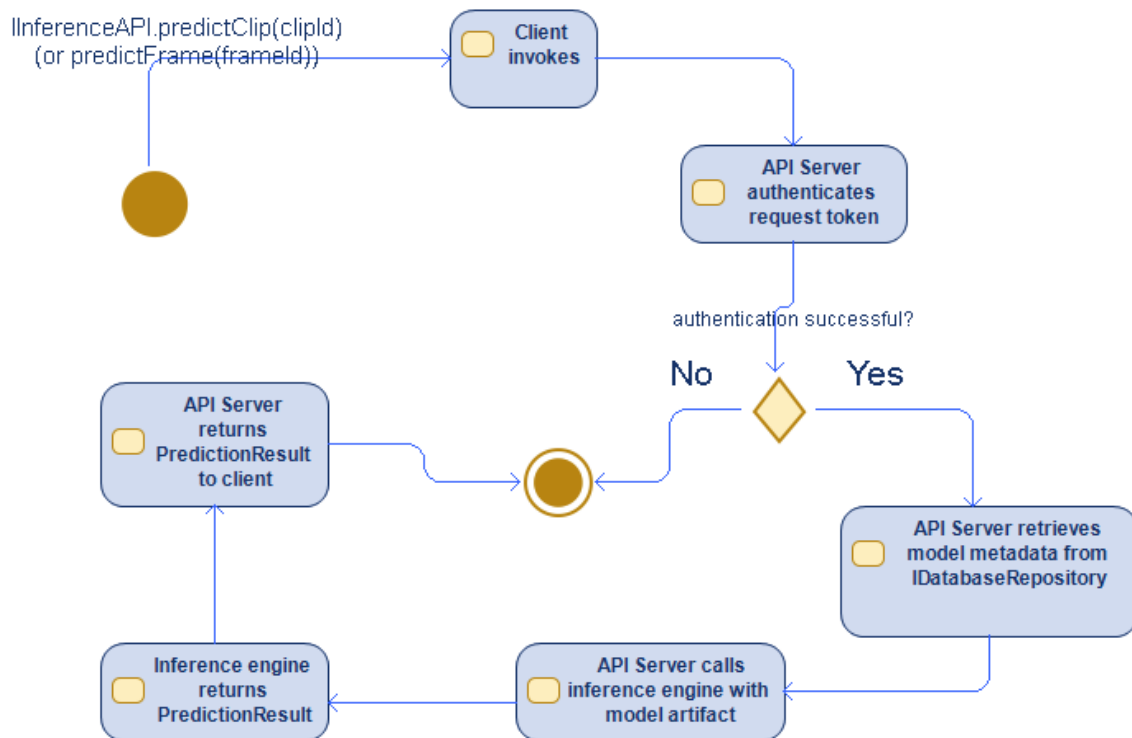 IInferenceAPI.predictClip(clipId)
(or predictFrame(frameId))
Client
invokes
API Server
authenticates
request token
authentication successful?
No
Yes
API Server retrieves
model metadata from
IDatabaseRepository
API Server calls
inference engine with
model artifact
Inference engine
returns
PredictionResult
API Server
returns
PredictionResult
to client